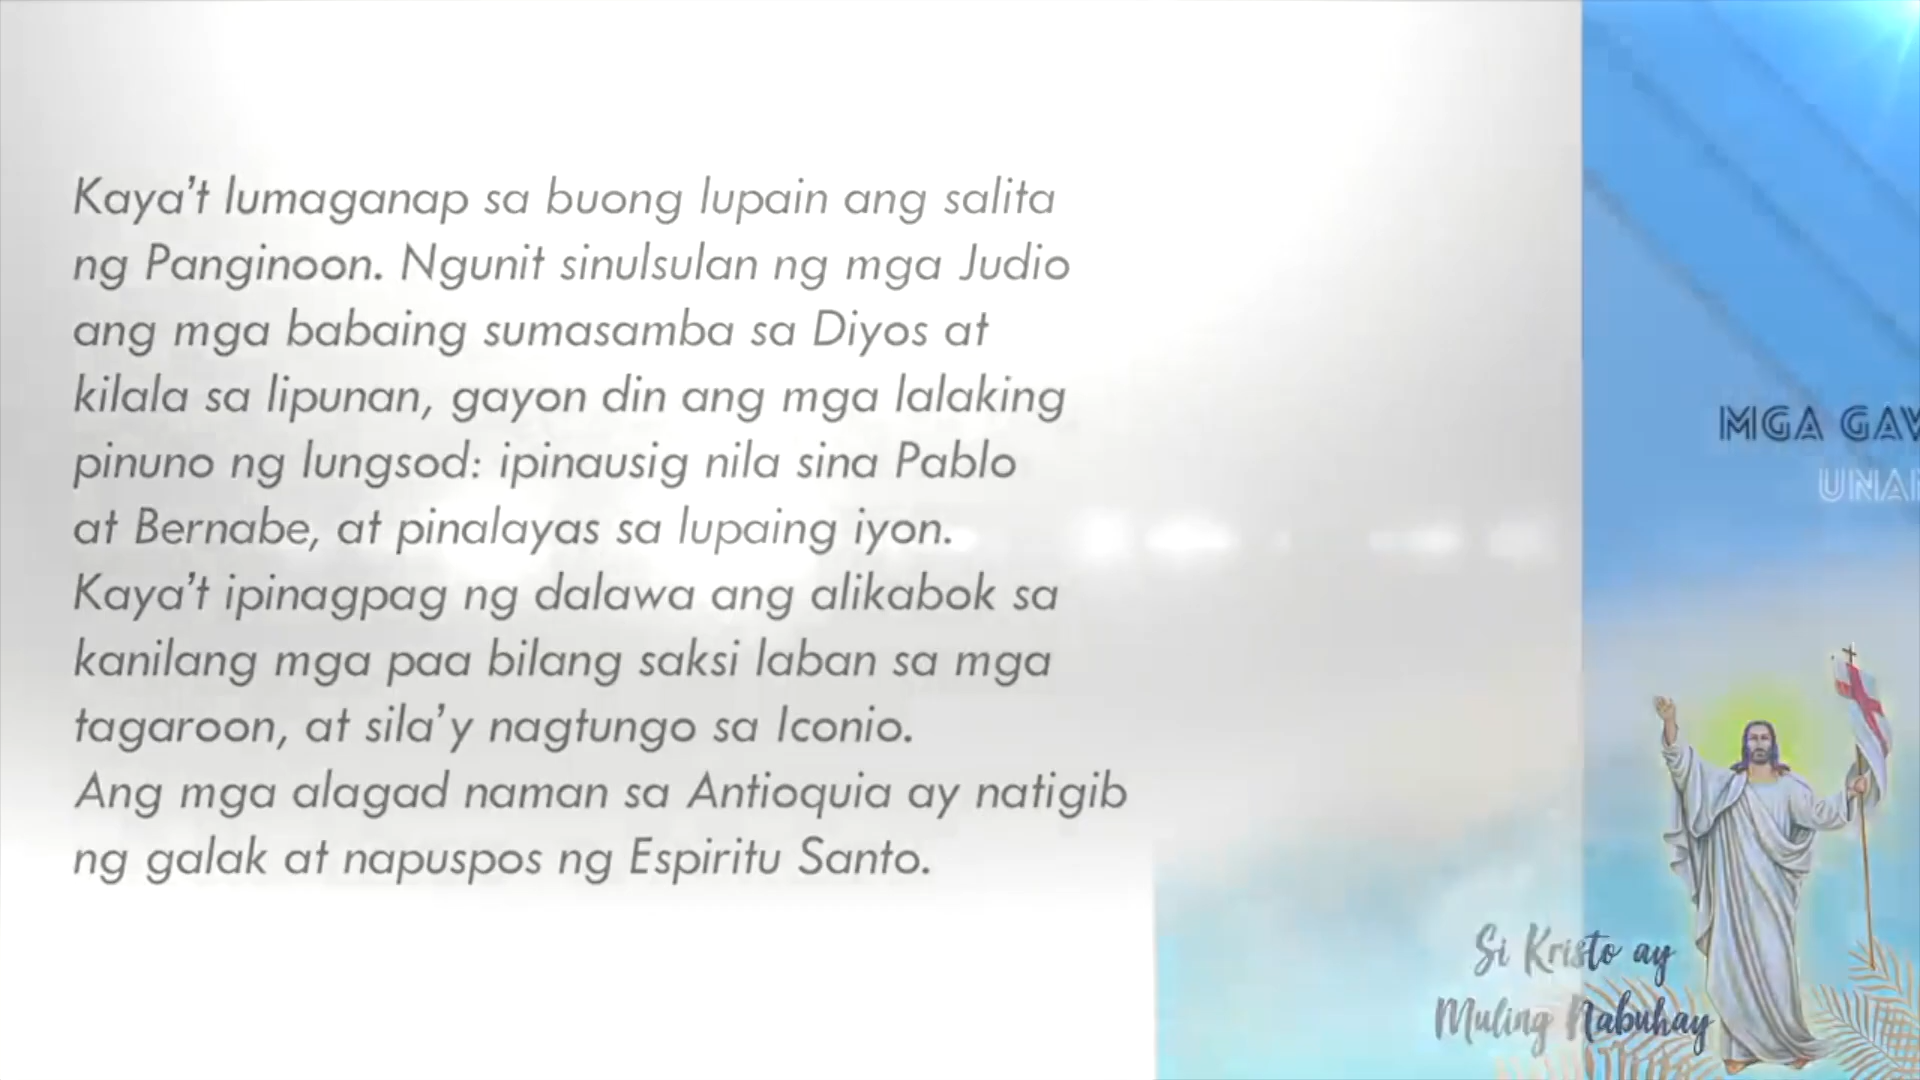 Kaya't lumaganap sa buong lupain ang salita
ng Panginoon. Ngunit sinulsulan ng mga Judio
ang mga babaing sumasamba sa Diyos at
kilala sa lipunan, gayon din ang mga lalaking
pinuno ng lungsod: ipinausig nila sina Pablo
at Bernabe, at pinalayas sa lupaing iyon.
Kaya't ipinagpag ng dalawa ang alikabok sa
kanilang mga paa bilang saksi laban sa mga
tagaroon, at sila'y nagtungo sa Iconio.
Ang mga alagad naman sa Antioquia ay natigib
ng galak at napuspos ng Espiritu Santo.
MGA
Si Kristo ay
Muling Nabuhay